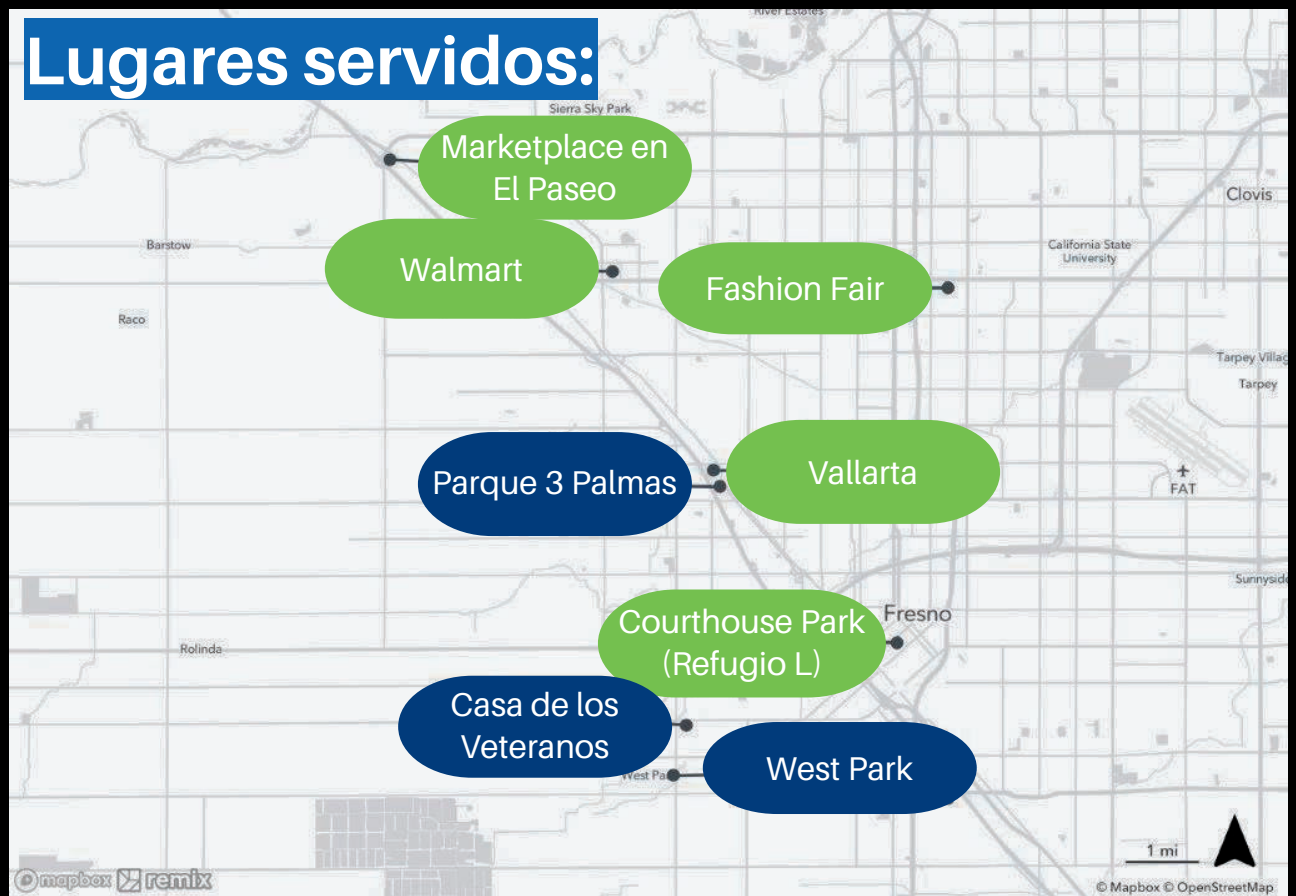 River Estates
Lugares servidos:
Sierra Sky Park
Marketplace en
El Paseo
Clovis
Barstow
California State
University
Walmart
Fashion Fair
Raco
Tarpey Villag
Tarpey
Vallarta
Parque 3 Palmas
FAT
Sunnyside
Courthouse Park
(Refugio L)
Fresno
Rolinda
Casa de los
Veteranos
West Park
West Pa
1 mi
mapbox remix
© Mapbox © OpenStreetMap